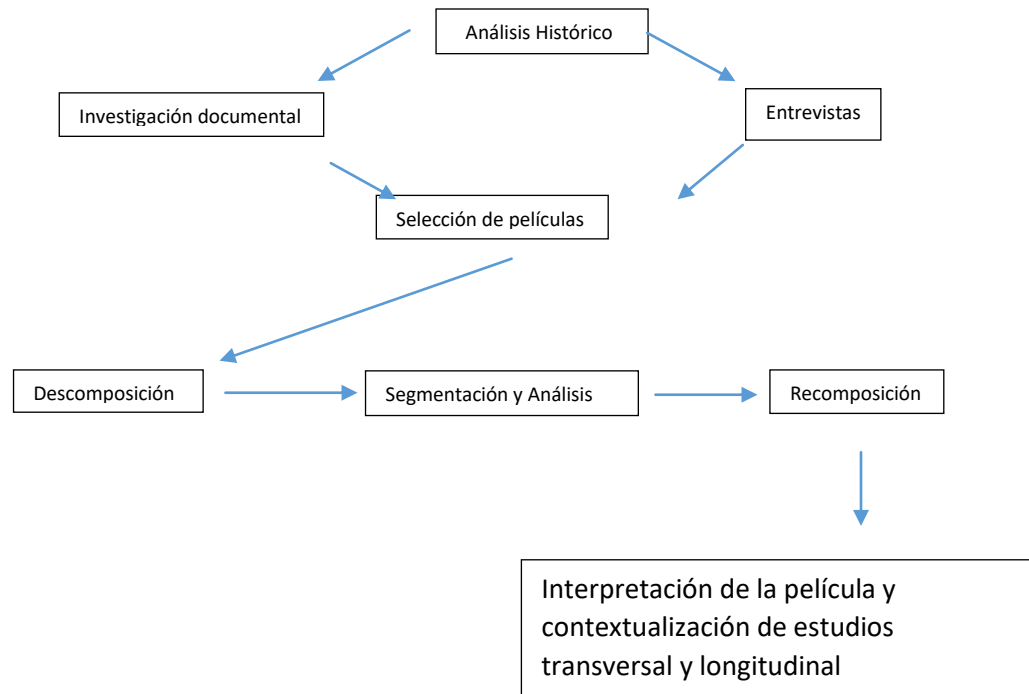 Análisis Histórico
Investigación documental
Entrevistas
Selección de películas
Descomposición
Segmentación y Análisis
Recomposición
Interpretación de la película y
contextualización de estudios
transversal y longitudinal